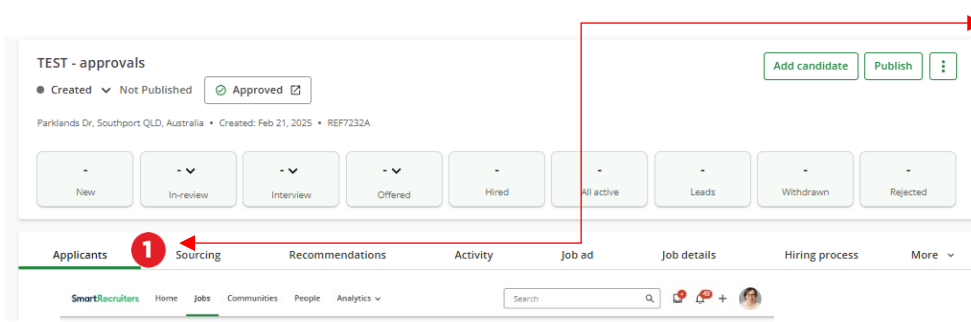 TEST - approvals
Add candidate Publish
Created Not Published Approved
Parklands Dr, Southport QLD, Australia • Created: Feb 21, 2025 • REF7232A
- - - - - - - - -
New In-review Interview Offered Hired All active Leads Withdrawn Rejected
Applicants 1 Sourcing Recommendations Activity Job ad Job details Hiring process More
SmartRecruiters Home Jobs Communities People Analytics Search